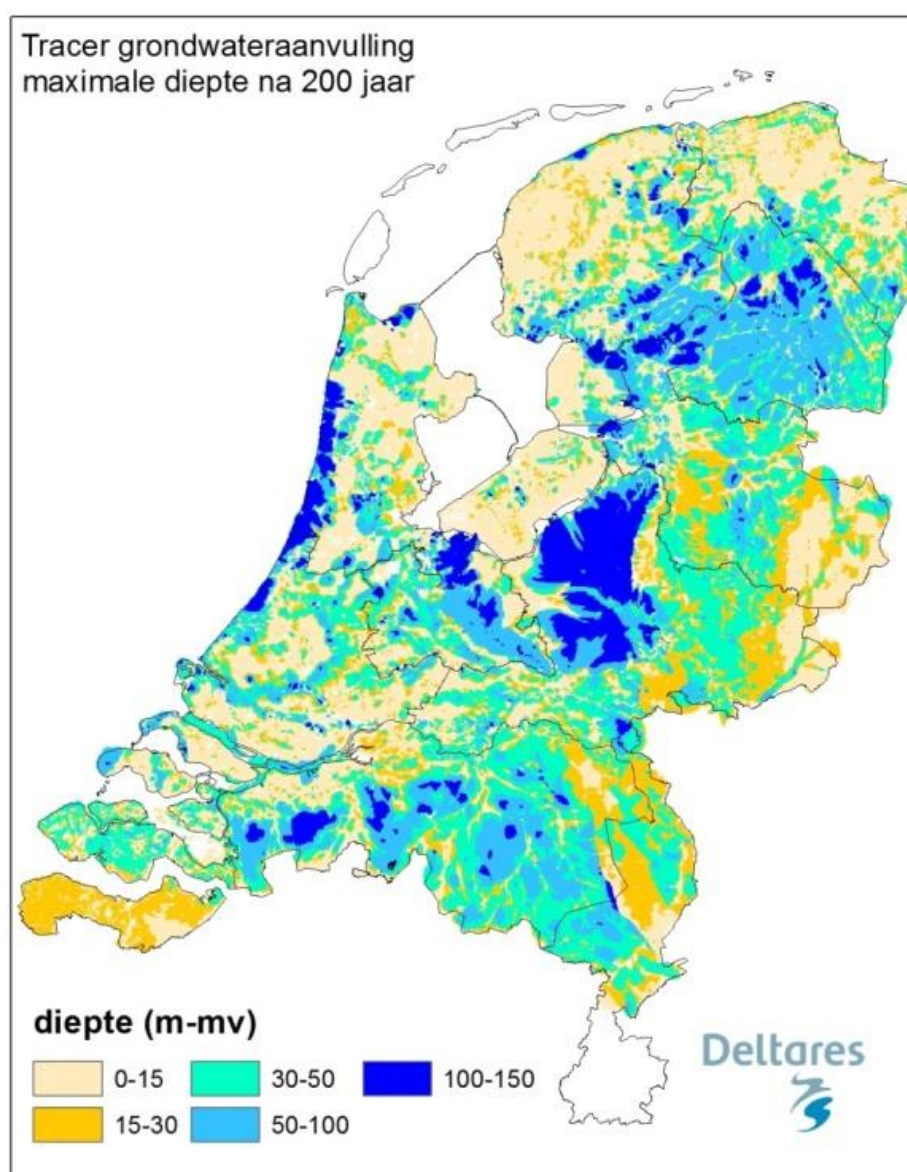 Tracer grondwateraanvulling
maximale diepte na 200 jaar
diepte (m-mv)
0-15
30-50
100-150
15-30
50-100
Deltares